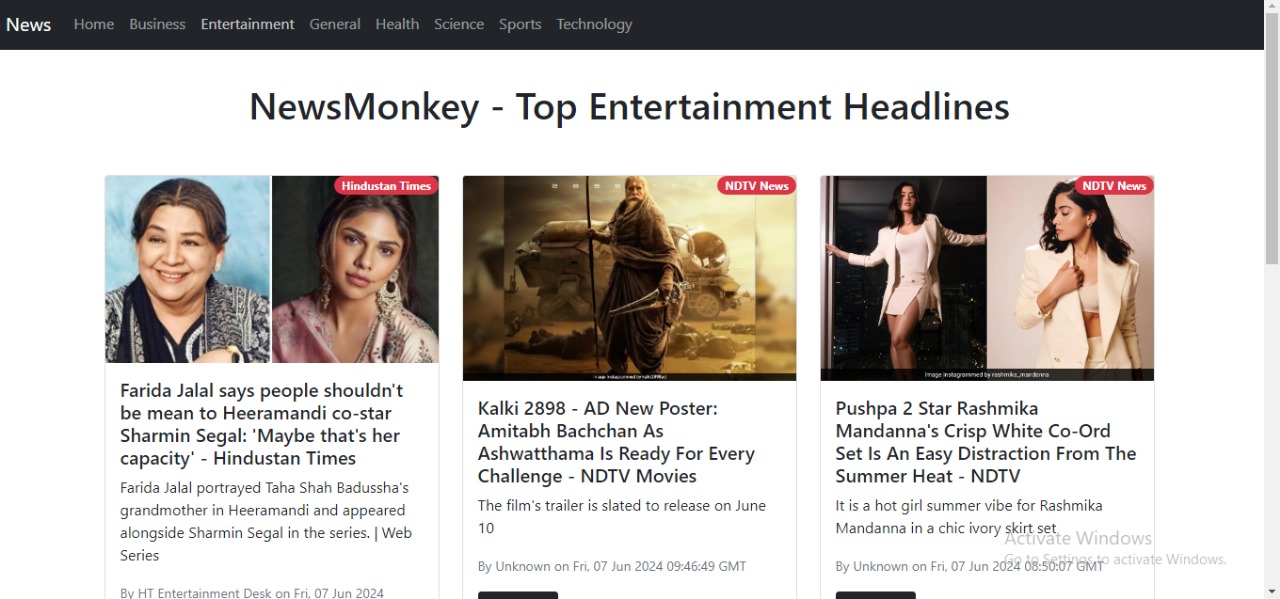 News Home Business Entertainment General Health Science Sports Technology
NewsMonkey - Top Entertainment Headlines
Hindustan Times
Farida Jalal says people shouldn't
be mean to Heeramandi co-star
Sharmin Segal: 'Maybe that's her
capacity' - Hindustan Times
Farida Jalal portrayed Taha Shah Badussha's
grandmother in Heeramandi and appeared
alongside Sharmin Segal in the series. | Web
Series
By HT Entertainment Desk on Fri, 07 Jun 2024
NDTV News
Image Instagrammed by kalki2898ad
Kalki 2898 - AD New Poster:
Amitabh Bachchan As
Ashwatthama Is Ready For Every
Challenge - NDTV Movies
The film's trailer is slated to release on June
10
By Unknown on Fri, 07 Jun 2024 09:46:49 GMT
NDTV News
Image Instagrammed by rashmika_mandanna
Pushpa 2 Star Rashmika
Mandanna's Crisp White Co-Ord
Set Is An Easy Distraction From The
Summer Heat - NDTV
It is a hot girl summer vibe for Rashmika
Mandanna in a chic ivory skirt set
By Unknown on Fri, 07 Jun 2024 08:50:07 GMT
Activate Windows
Go to Settings to activate Windows.